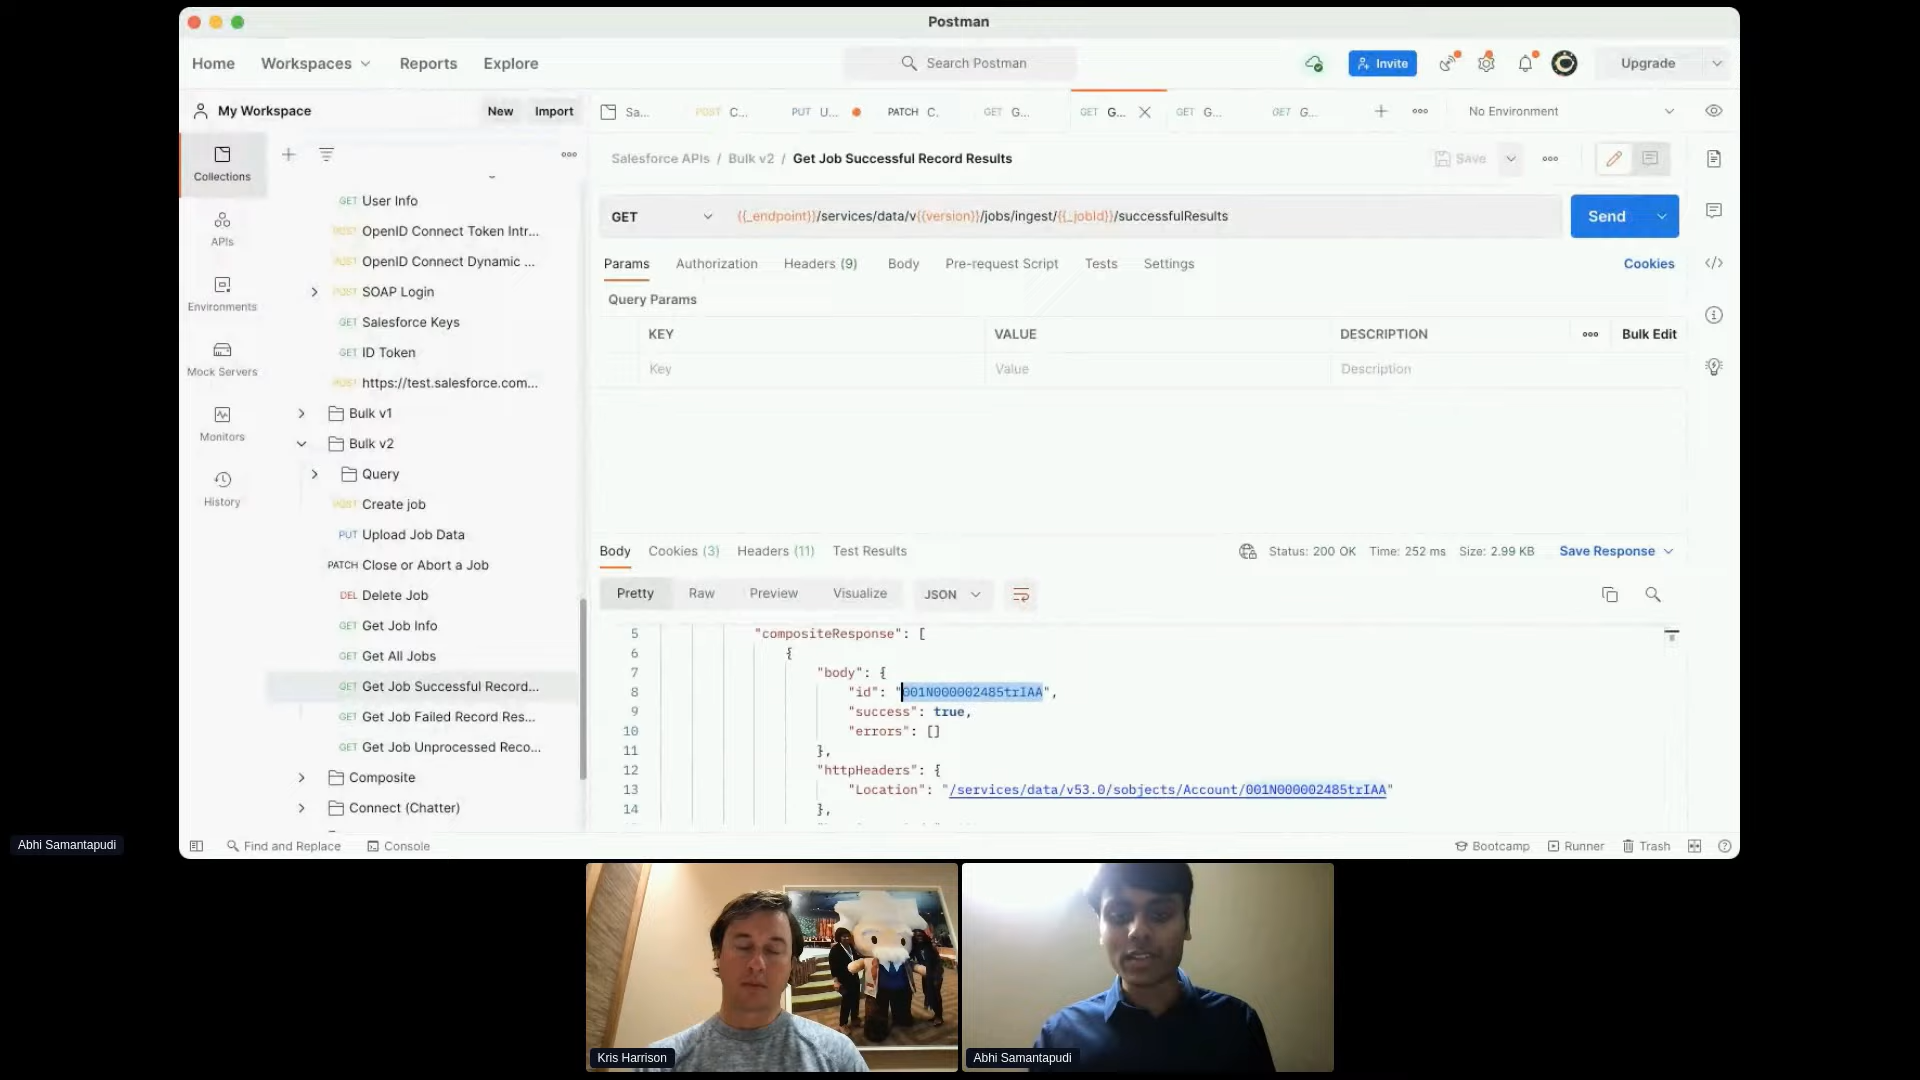 Postman
Home
Workspaces
Reports
Explore
Search Postman
Invite
Upgrade
My Workspace
New
Import
Sa...
POST C...
PUT U...
PATCH C.
GET G...
GET G...
GET G...
GET G...
No Environment
Collections
APIs
Environments
Mock Servers
Monitors
History
GET User Info
POST OpenID Connect Token Intr...
POST OpenID Connect Dynamic ...
POST SOAP Login
GET Salesforce Keys
GET ID Token
POST https://test.salesforce.com...
Bulk v1
Bulk v2
Query
POST Create job
PUT Upload Job Data
PATCH Close or Abort a Job
DEL Delete Job
GET Get Job Info
GET Get All Jobs
GET Get Job Successful Record...
GET Get Job Failed Record Res...
GET Get Job Unprocessed Reco...
Composite
Connect (Chatter)
Salesforce APIs / Bulk v2 / Get Job Successful Record Results
Save
GET
{{_endpoint}}/services/data/v{{version}}/jobs/ingest/{{_jobId}}/successfulResults
Send
Params
Authorization
Headers (9)
Body
Pre-request Script
Tests
Settings
Cookies
Query Params
KEY
VALUE
DESCRIPTION
Bulk Edit
Key
Value
Description
Body
Cookies (3)
Headers (11)
Test Results
Status: 200 OK
Time: 252 ms
Size: 2.99 KB
Save Response
Pretty
Raw
Preview
Visualize
JSON
5 "compositeResponse": [
6 {
7 "body": {
8 "id": "001N000002485trIAA",
9 "success": true,
10 "errors": []
11 },
12 "httpHeaders": {
13 "Location": "/services/data/v53.0/sobjects/Account/001N000002485trIAA"
14 },
Find and Replace
Console
Bootcamp
Runner
Trash
Abhi Samantapudi
Kris Harrison
Abhi Samantapudi